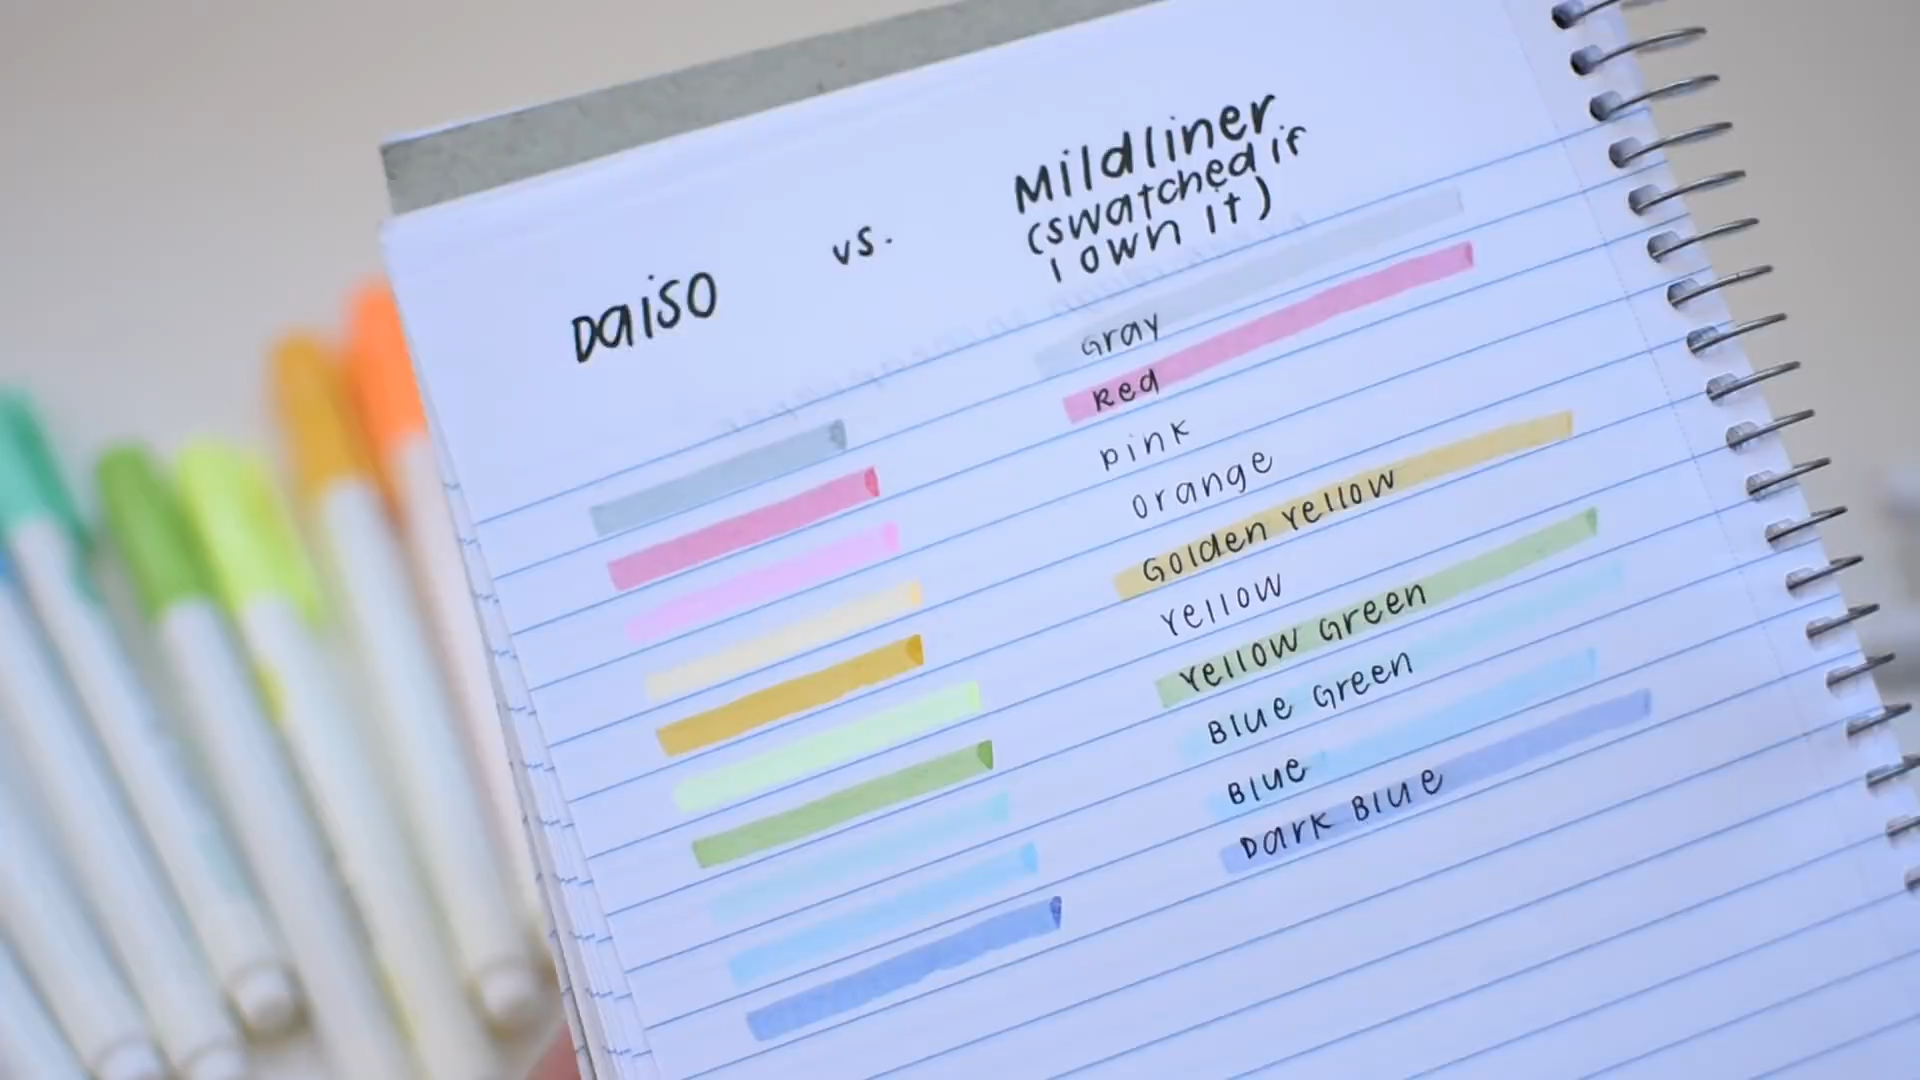 Daiso
vs.
Mildliner
(swatched if
I own it)
Gray
Red
Pink
Orange
Golden Yellow
Yellow
Yellow Green
Blue Green
Blue
Dark Blue